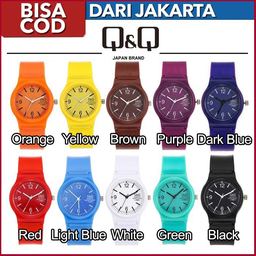 BISA
COD
DARI JAKARTA
Q&Q
JAPAN BRAND
Orange Yellow Brown Purple Dark Blue
Red Light Blue White Green Black